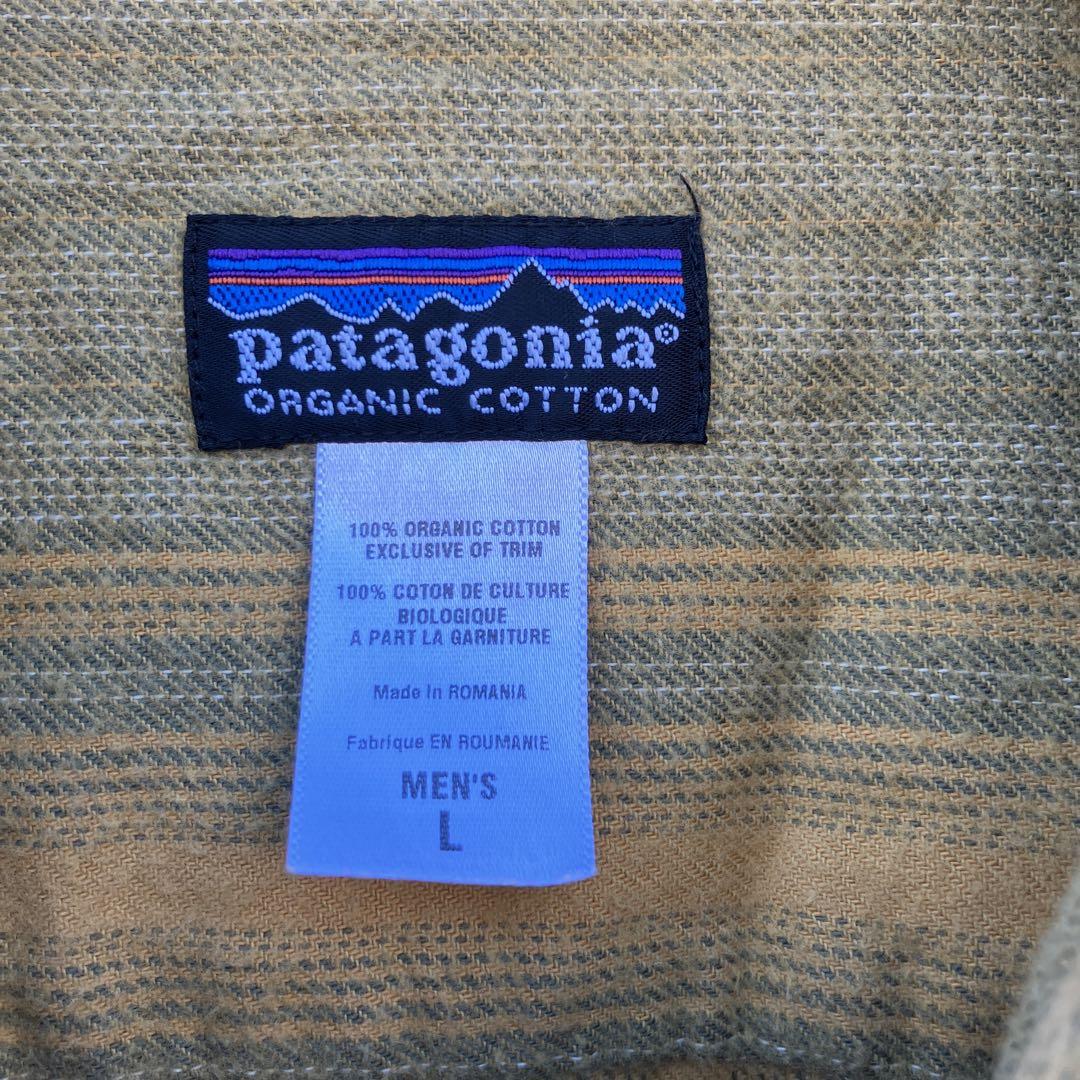 patagonia®
ORGANIC COTTON
100% ORGANIC COTTON
EXCLUSIVE OF TRIM
100% COTON DE CULTURE
BIOLOGIQUE
A PART LA GARNITURE
Made in ROMANIA
Fabrique EN ROUMANIE
MEN'S
L